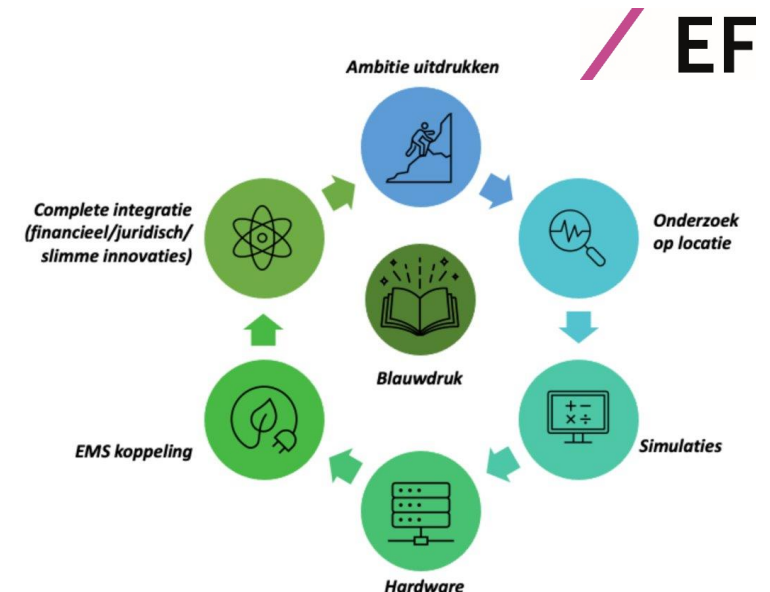 EF
Ambitie uitdrukken
Onderzoek
op locatie
Simulaties
Hardware
EMS koppeling
Complete integratie
(financieel/juridisch/
slimme innovaties)
Blauwdruk